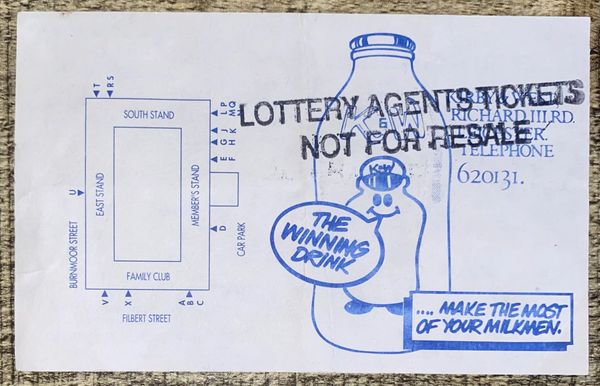 T
R S
SOUTH STAND
L P
M Q
E G J
F H K
U
EAST STAND
MEMBER'S STAND
BURNMOOR STREET
D
CAR PARK
FAMILY CLUB
V
X
A B C
FILBERT STREET
LOTTERY AGENTS TICKETS
NOT FOR RESALE
&
RICHARD III RD.
TELEPHONE
620131.
K&W
THE
WINNING
DRINK
.... MAKE THE MOST
OF YOUR MILKMEN.